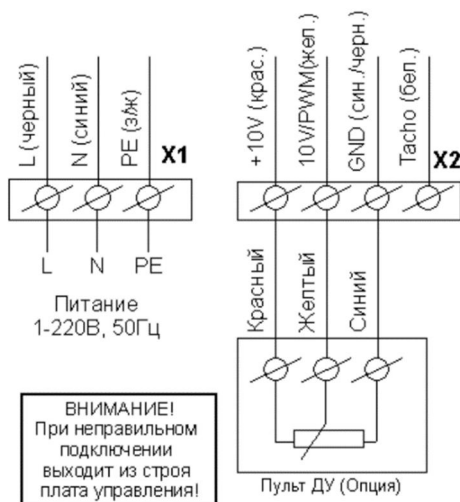 L (черный)
N (синий)
PE (з/ж)
X1
+10V (крас.)
10V/PWM(жел.)
GND (син./черн.)
Tacho (бел.)
X2
L
N
PE
Питание
1-220В, 50Гц
Красный
Желтый
Синий
ВНИМАНИЕ!
При неправильном
подключении
выходит из строя
плата управления!
Пульт ДУ (Опция)